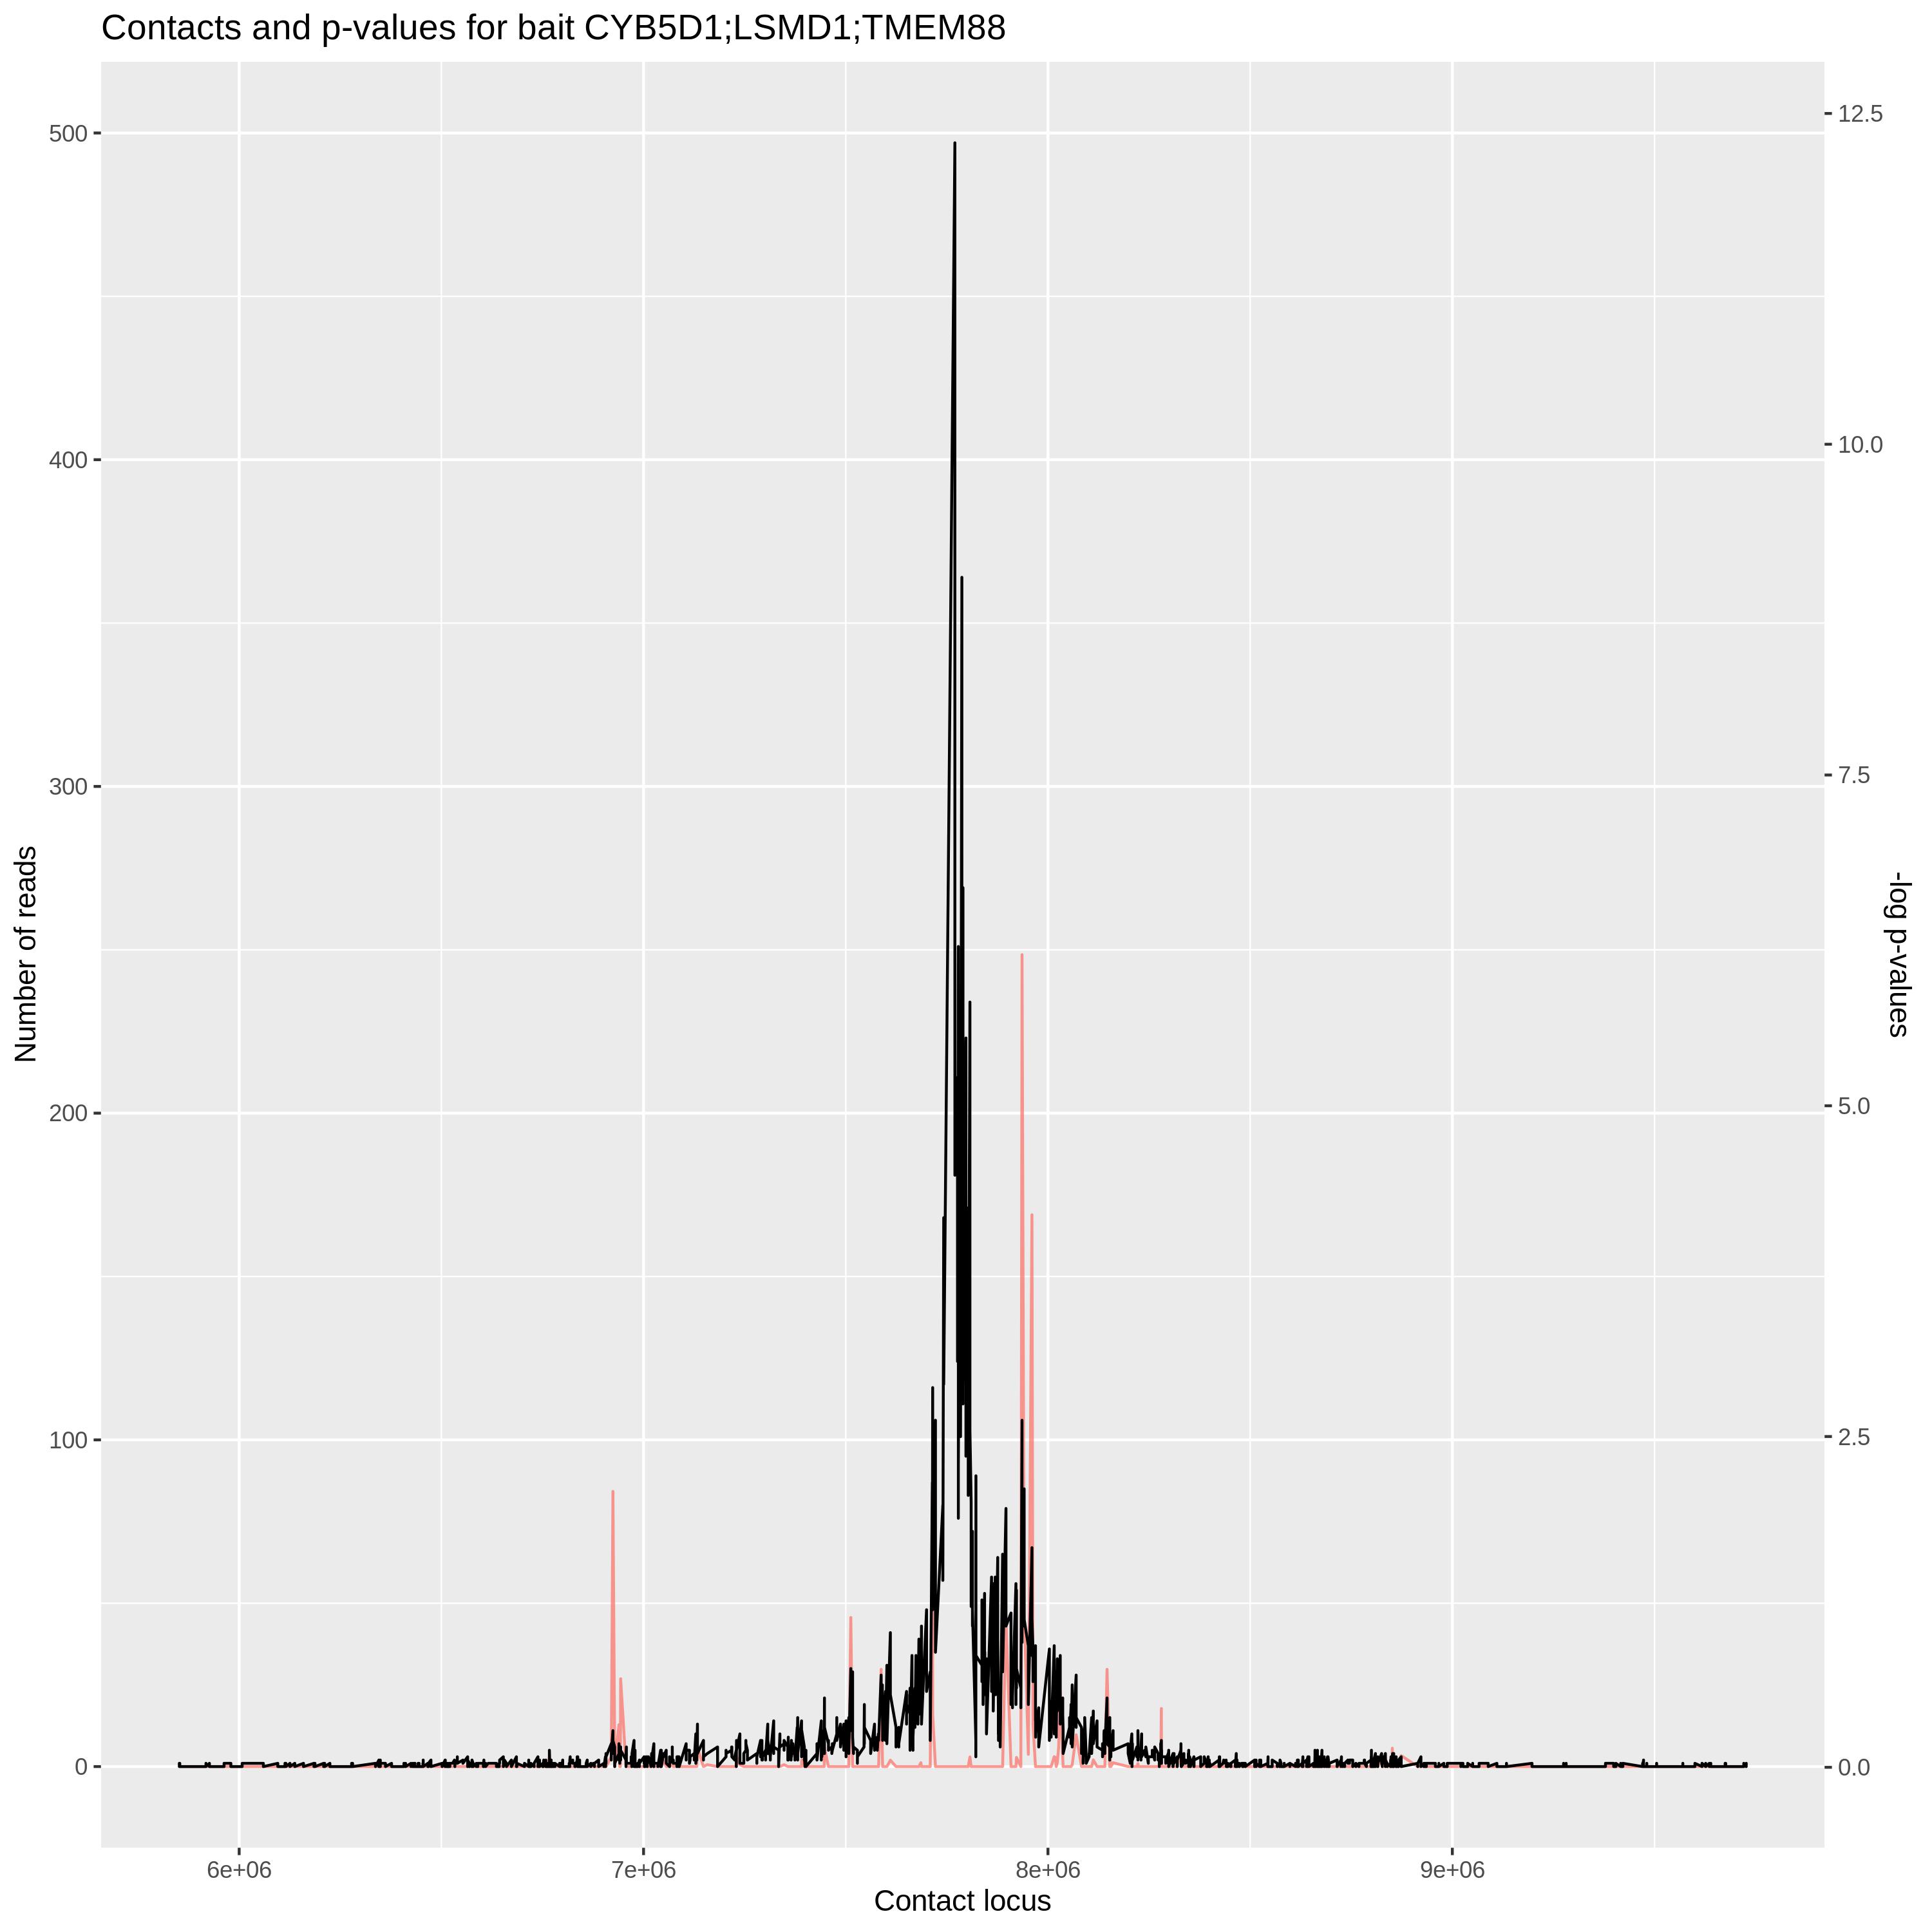 Contacts and p-values for bait CYB5D1;LSMD1;TMEM88
500
400
300
200
100
0
Number of reads
12.5
10.0
7.5
5.0
2.5
0.0
-log p-values
6e+06 7e+06 8e+06 9e+06
Contact locus